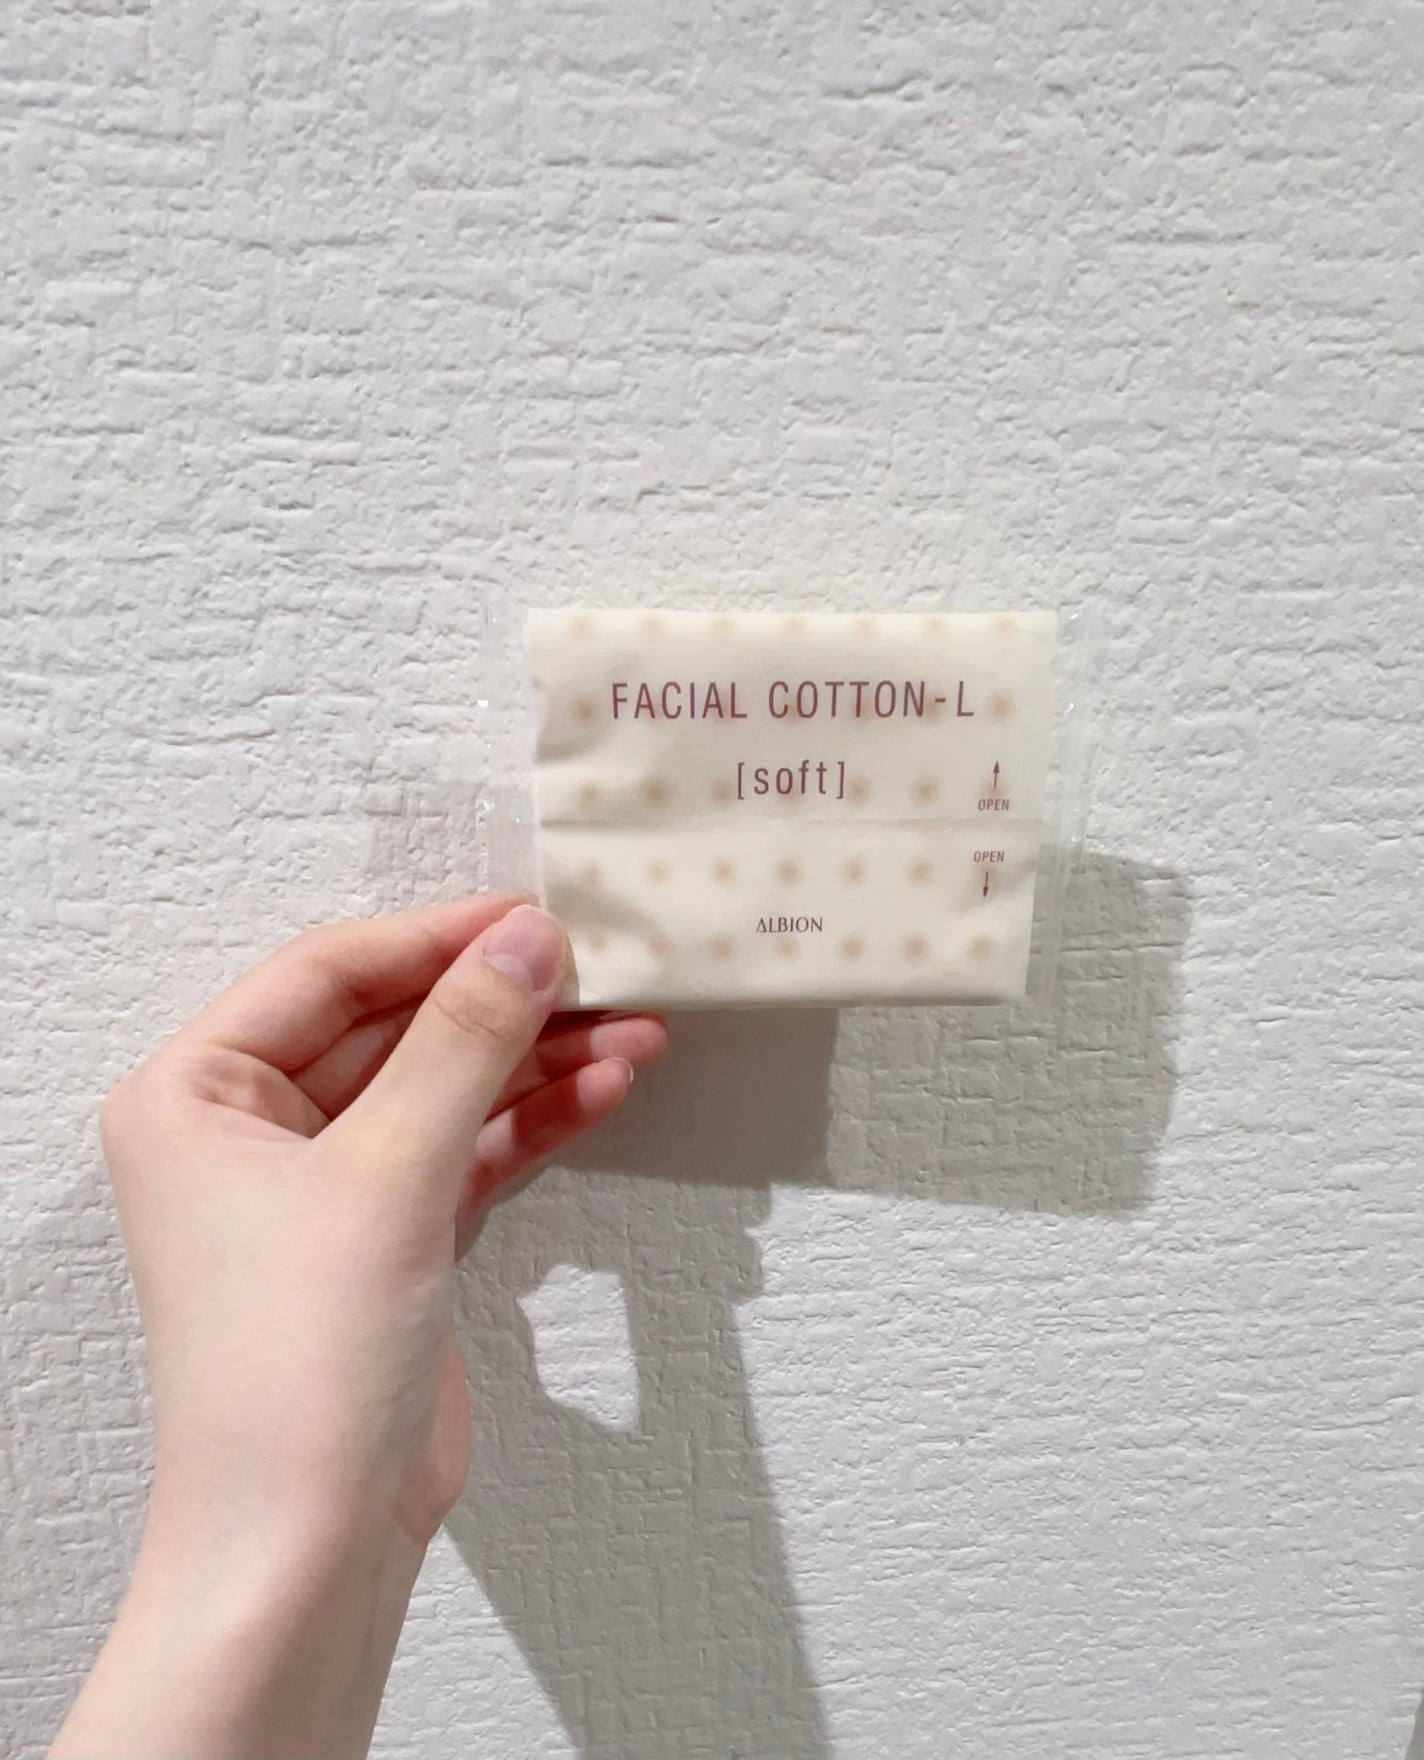 FACIAL COTTON-L
[soft]
OPEN
OPEN
ALBION